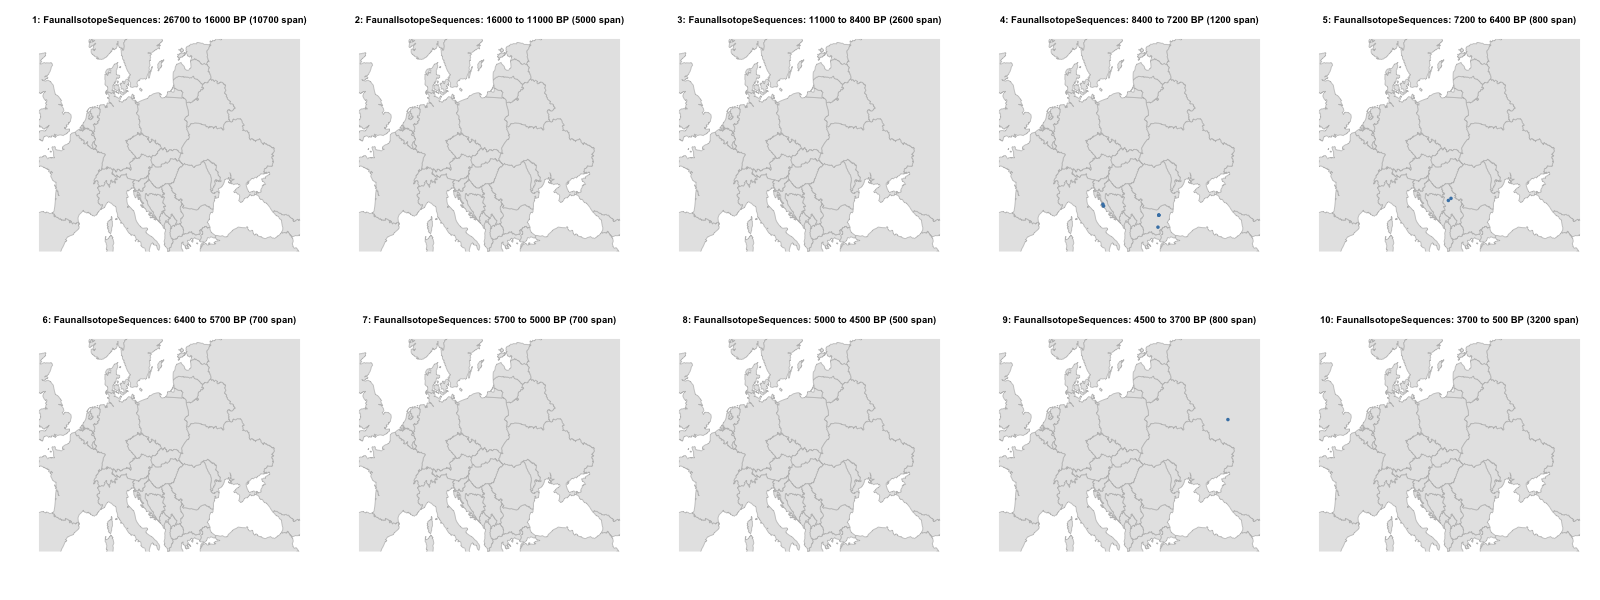 1: FaunalIsotopeSequences: 26700 to 16000 BP (10700 span)
2: FaunalIsotopeSequences: 16000 to 11000 BP (5000 span)
3: FaunalIsotopeSequences: 11000 to 8400 BP (2600 span)
4: FaunalIsotopeSequences: 8400 to 7200 BP (1200 span)
5: FaunalIsotopeSequences: 7200 to 6400 BP (800 span)
6: FaunalIsotopeSequences: 6400 to 5700 BP (700 span)
7: FaunalIsotopeSequences: 5700 to 5000 BP (700 span)
8: FaunalIsotopeSequences: 5000 to 4500 BP (500 span)
9: FaunalIsotopeSequences: 4500 to 3700 BP (800 span)
10: FaunalIsotopeSequences: 3700 to 500 BP (3200 span)